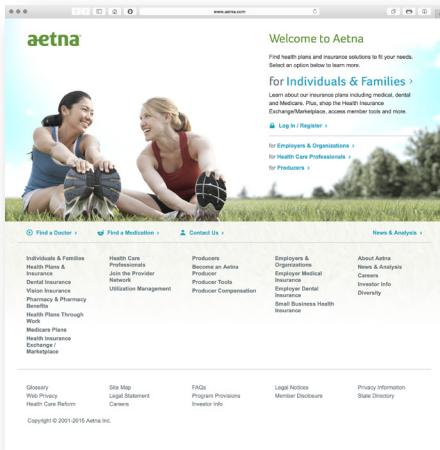 www.aetna.com
aetna
Welcome to Aetna
Find health plans and insurance solutions to fit your needs.
Select an option below to learn more.
for Individuals & Families ›
Learn about our insurance plans including medical, dental
and Medicare. Plus, shop the Health Insurance
Exchange/Marketplace, access member tools and more.
Log In / Register ›
for Employers & Organizations ›
for Health Care Professionals ›
for Producers ›
Find a Doctor ›
Find a Medication ›
Contact Us ›
News & Analysis ›
Individuals & Families
Health Plans &
Insurance
Dental Insurance
Vision Insurance
Pharmacy & Pharmacy
Benefits
Health Plans Through
Work
Medicare Plans
Health Insurance
Exchange /
Marketplace
Health Care
Professionals
Join the Provider
Network
Utilization Management
Producers
Become an Aetna
Producer
Producer Tools
Producer Compensation
Employers &
Organizations
Employer Medical
Insurance
Employer Dental
Insurance
Small Business Health
Insurance
About Aetna
News & Analysis
Careers
Investor Info
Diversity
Glossary
Web Privacy
Health Care Reform
Site Map
Legal Statement
Careers
FAQs
Program Provisions
Investor Info
Legal Notices
Member Disclosure
Privacy Information
State Directory
Copyright © 2001-2015 Aetna Inc.